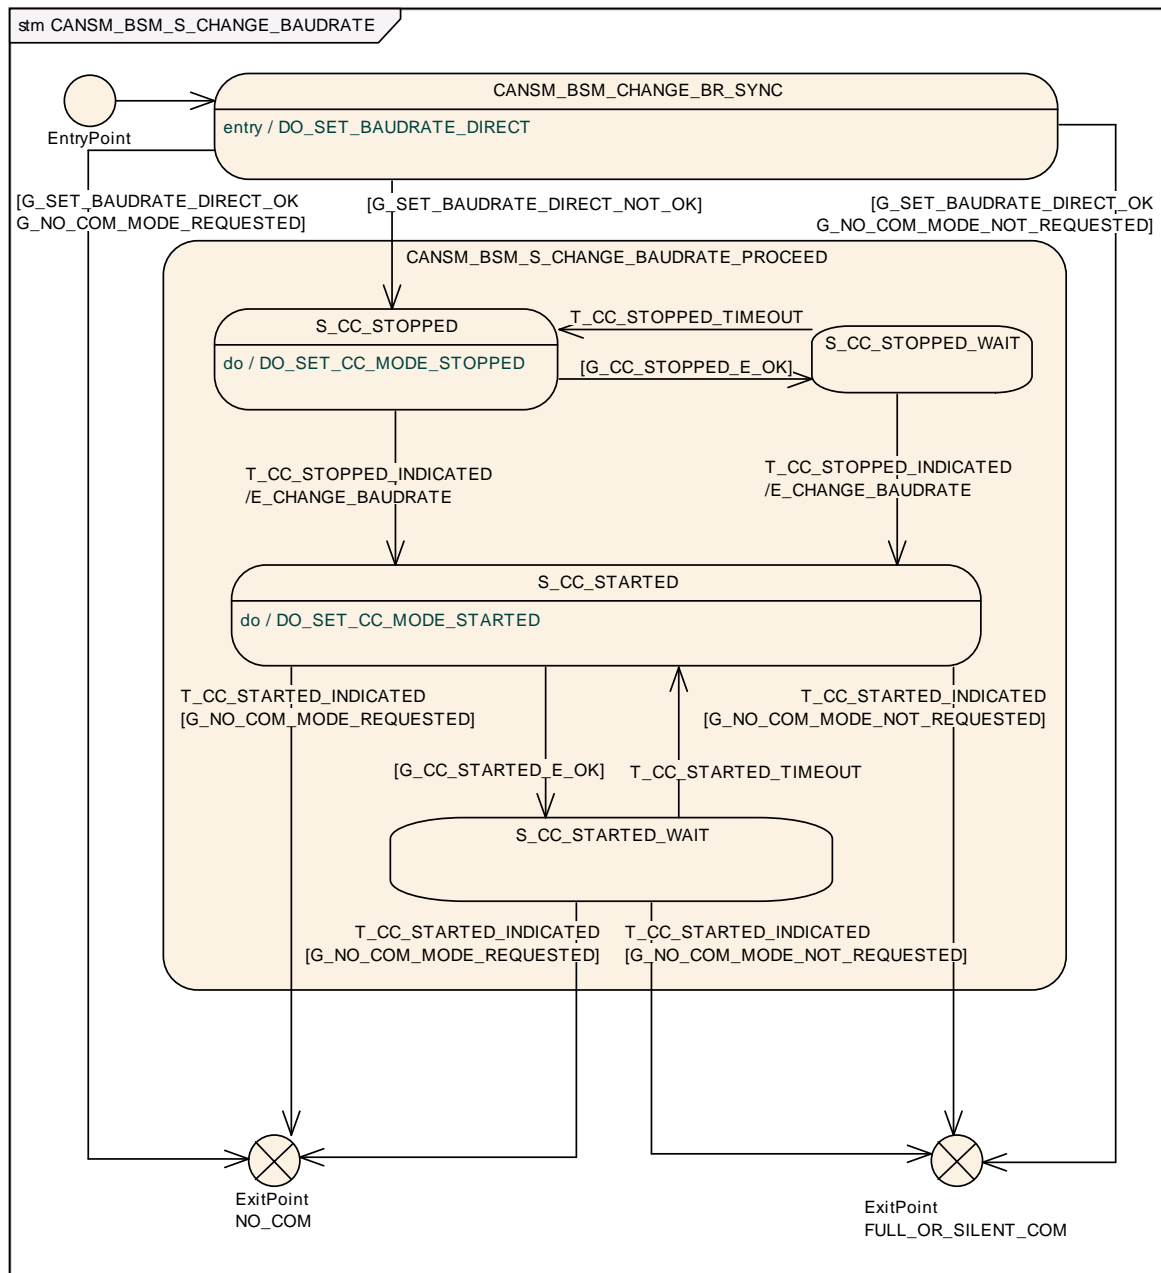 stm CANSM_BSM_S_CHANGE_BAUDRATE
CANSM_BSM_CHANGE_BR_SYNC
entry / DO_SET_BAUDRATE_DIRECT
EntryPoint
[G_SET_BAUDRATE_DIRECT_OK
G_NO_COM_MODE_REQUESTED]
[G_SET_BAUDRATE_DIRECT_NOT_OK]
[G_SET_BAUDRATE_DIRECT_OK
G_NO_COM_MODE_NOT_REQUESTED]
CANSM_BSM_S_CHANGE_BAUDRATE_PROCEED
S_CC_STOPPED
do / DO_SET_CC_MODE_STOPPED
T_CC_STOPPED_TIMEOUT
[G_CC_STOPPED_E_OK]
S_CC_STOPPED_WAIT
T_CC_STOPPED_INDICATED
/E_CHANGE_BAUDRATE
T_CC_STOPPED_INDICATED
/E_CHANGE_BAUDRATE
S_CC_STARTED
do / DO_SET_CC_MODE_STARTED
T_CC_STARTED_INDICATED
[G_NO_COM_MODE_REQUESTED]
T_CC_STARTED_INDICATED
[G_NO_COM_MODE_NOT_REQUESTED]
[G_CC_STARTED_E_OK]
T_CC_STARTED_TIMEOUT
S_CC_STARTED_WAIT
T_CC_STARTED_INDICATED
[G_NO_COM_MODE_REQUESTED]
T_CC_STARTED_INDICATED
[G_NO_COM_MODE_NOT_REQUESTED]
ExitPoint
NO_COM
ExitPoint
FULL_OR_SILENT_COM